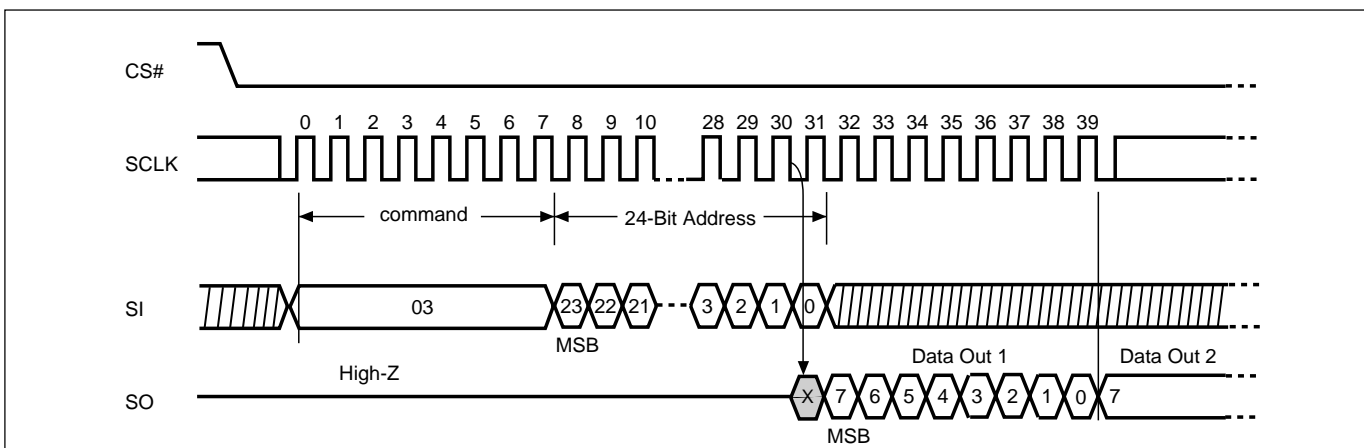 CS#
0 1 2 3 4 5 6 7 8 9 10 28 29 30 31 32 33 34 35 36 37 38 39
SCLK
command 24-Bit Address
SI 03 23 22 21 3 2 1 0
MSB
High-Z Data Out 1 Data Out 2
SO X 7 6 5 4 3 2 1 0 7
MSB